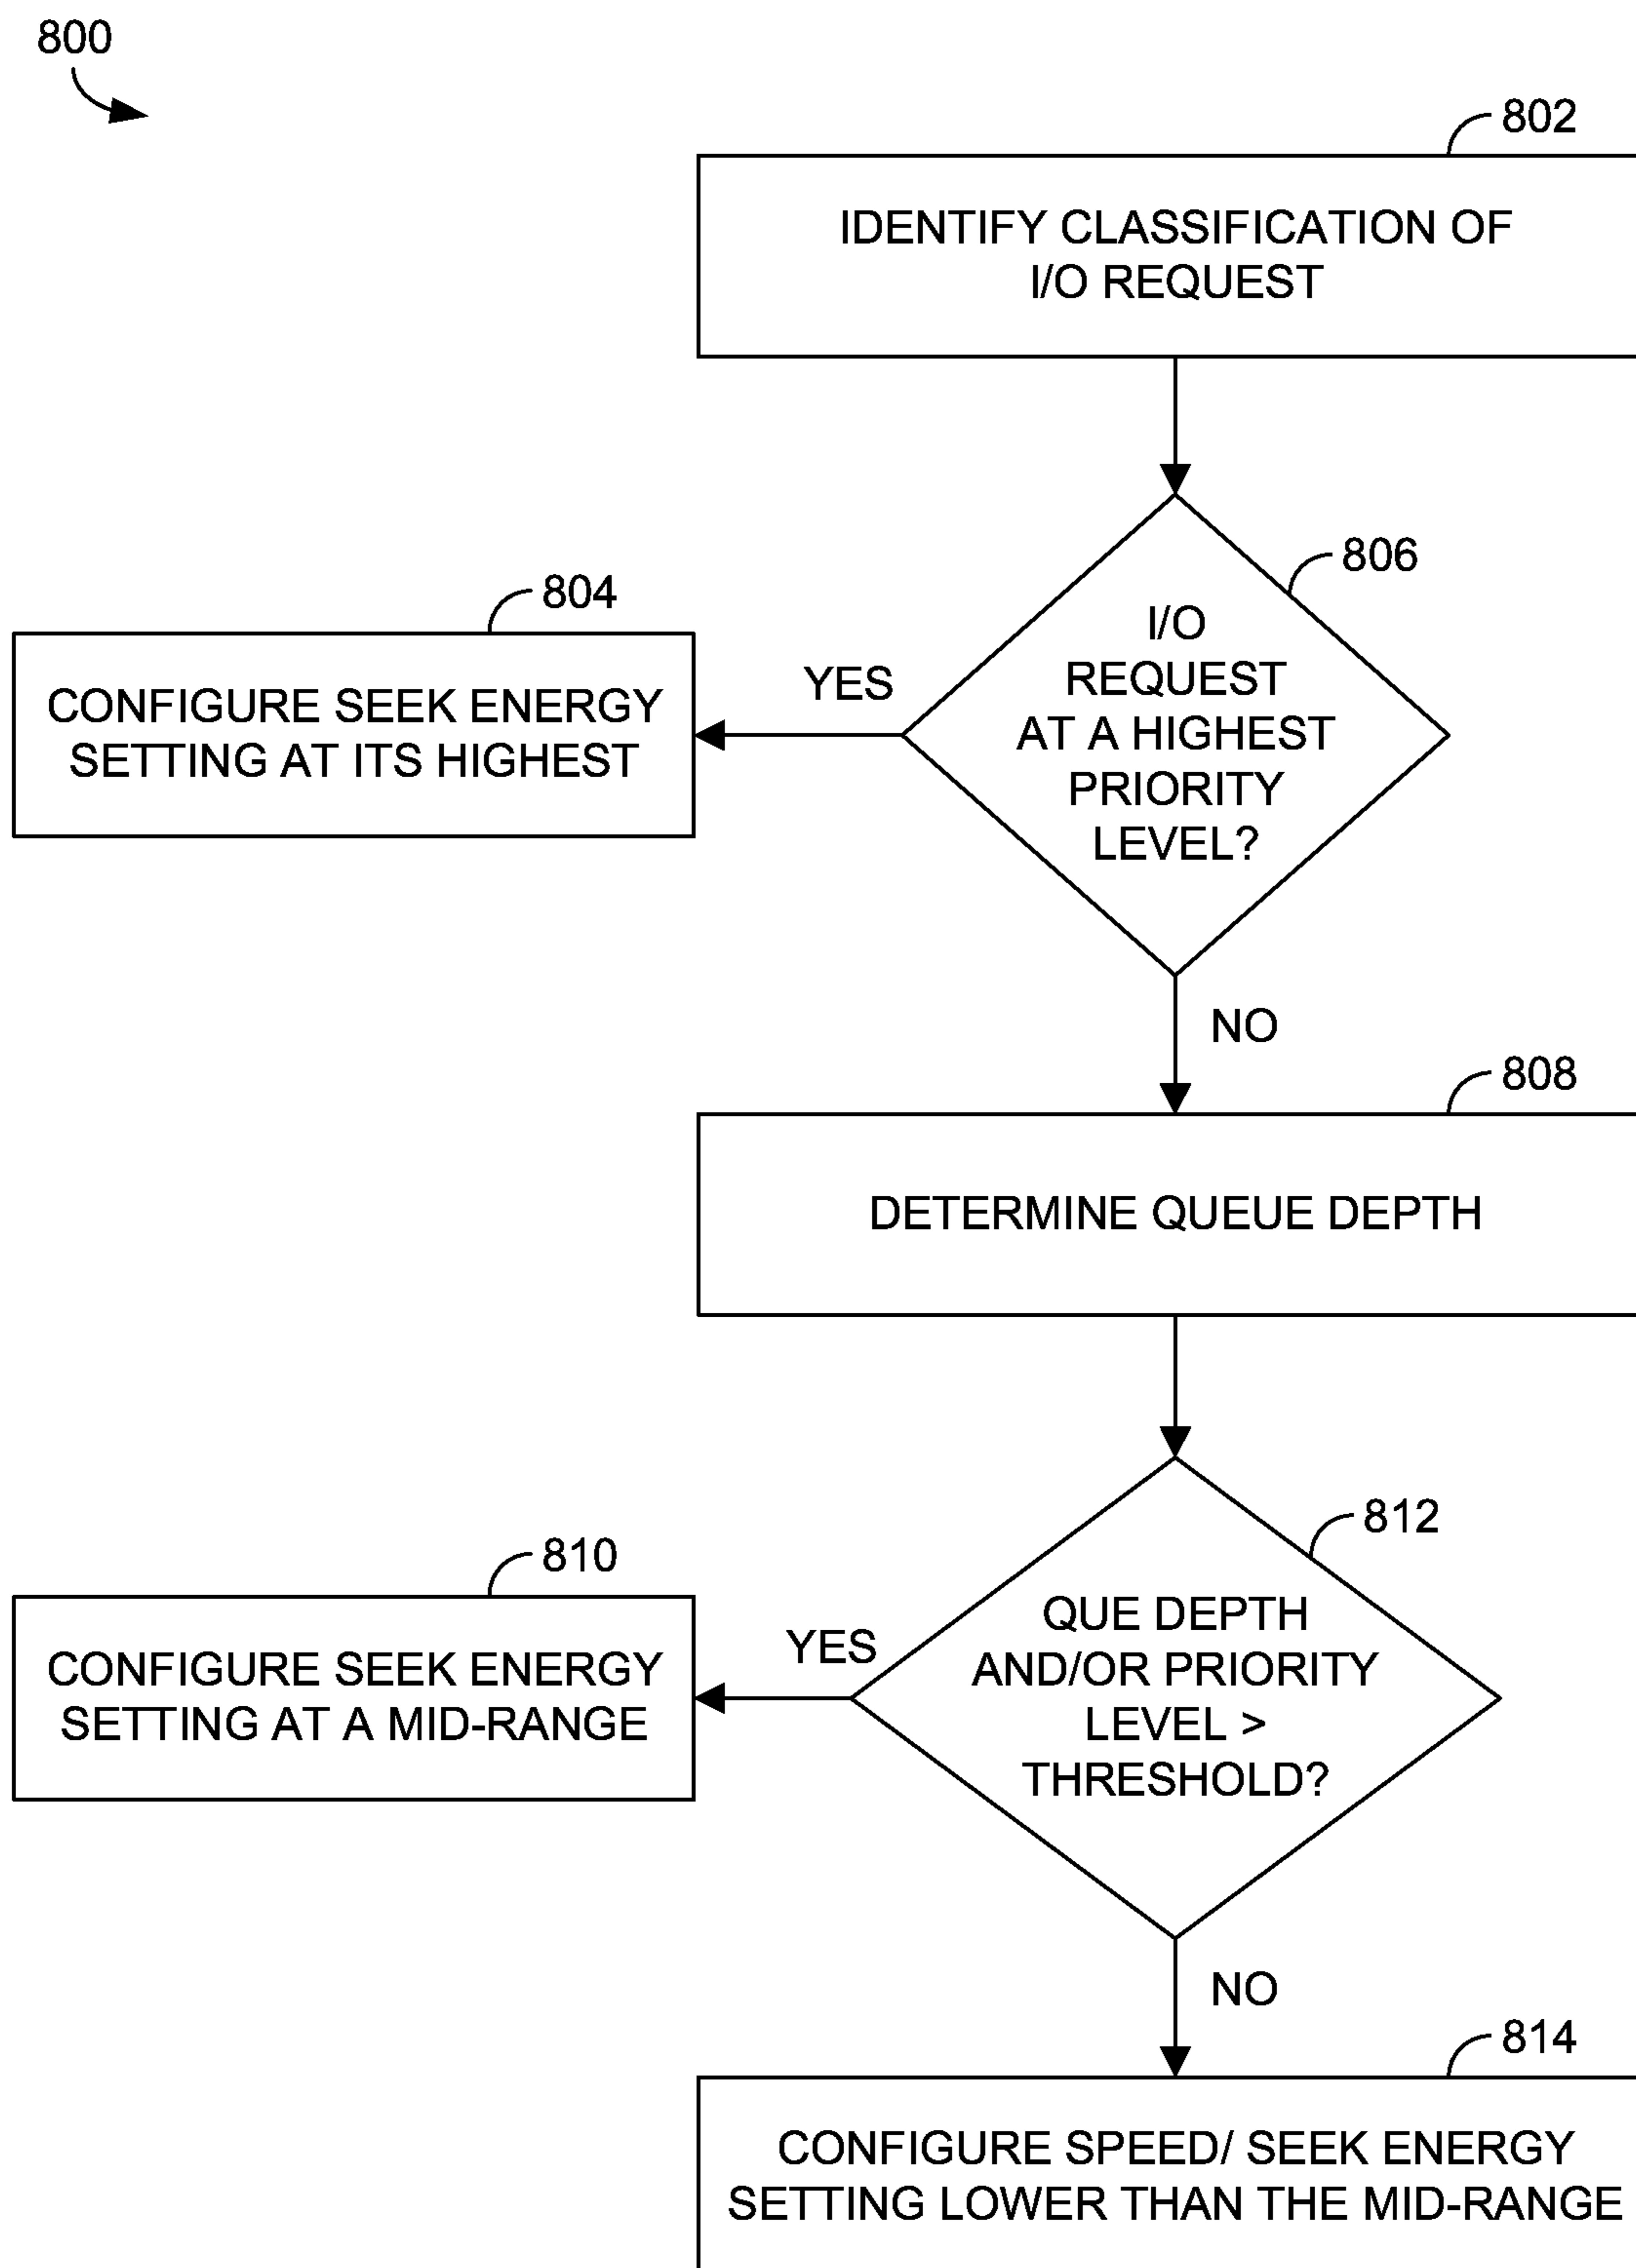 800
802
IDENTIFY CLASSIFICATION OF
I/O REQUEST
806
I/O
REQUEST
AT A HIGHEST
PRIORITY
LEVEL?
YES
804
CONFIGURE SEEK ENERGY
SETTING AT ITS HIGHEST
NO
808
DETERMINE QUEUE DEPTH
812
QUE DEPTH
AND/OR PRIORITY
LEVEL >
THRESHOLD?
YES
810
CONFIGURE SEEK ENERGY
SETTING AT A MID-RANGE
NO
814
CONFIGURE SPEED/ SEEK ENERGY
SETTING LOWER THAN THE MID-RANGE